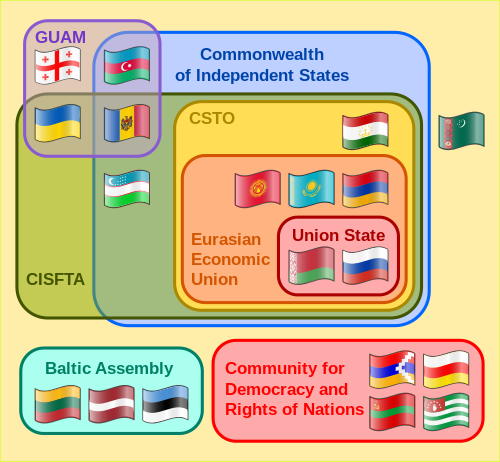 GUAM
Commonwealth
of Independent States
CSTO
Eurasian
Economic
Union
Union State
CISFTA
Baltic Assembly
Community for
Democracy and
Rights of Nations